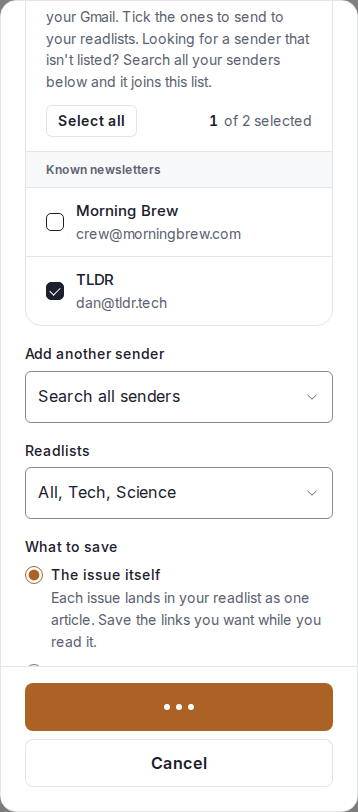 your Gmail. Tick the ones to send to
your readlists. Looking for a sender that
isn't listed? Search all your senders
below and it joins this list.
Select all
1 of 2 selected
Known newsletters
Morning Brew
crew@morningbrew.com
TLDR
dan@tldr.tech
Add another sender
Search all senders
Readlists
All, Tech, Science
What to save
The issue itself
Each issue lands in your readlist as one
article. Save the links you want while you
read it.
Cancel